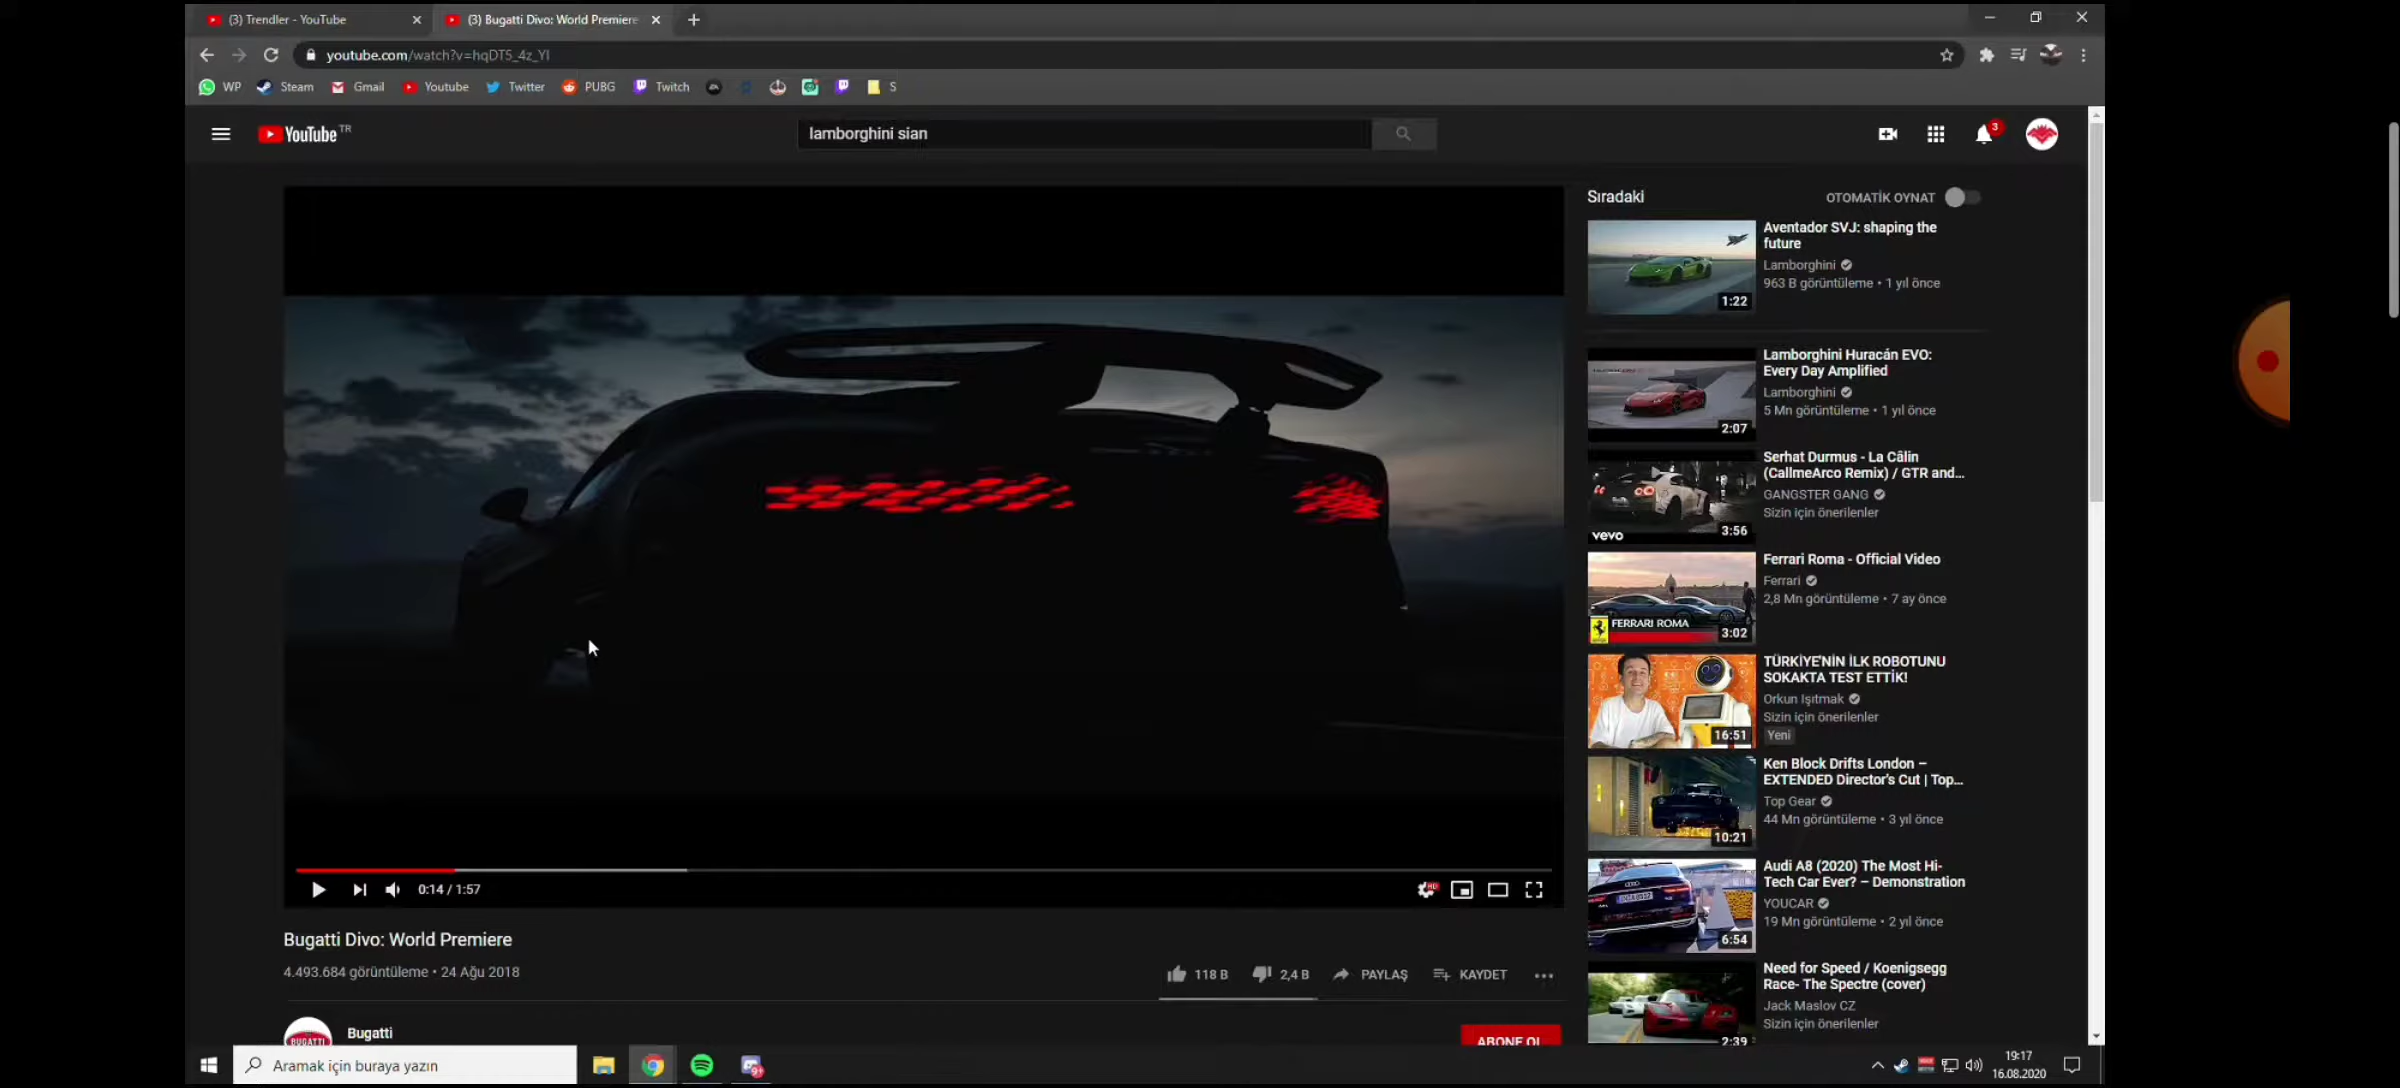 (3) Trendler - YouTube
(3) Bugatti Divo: World Premiere
youtube.com/watch?v=hqDT5_4z_YI
WP
Steam
Gmail
Youtube
Twitter
PUBG
Twitch
S
YouTube TR
lamborghini sian
3
Sıradaki
OTOMATİK OYNAT
Aventador SVJ: shaping the
future
Lamborghini
963 B görüntüleme • 1 yıl önce
1:22
Lamborghini Huracán EVO:
Every Day Amplified
Lamborghini
5 Mn görüntüleme • 1 yıl önce
2:07
Serhat Durmus - La Câlin
(CallmeArco Remix) / GTR and...
GANGSTER GANG
Sizin için önerilenler
vevo
3:56
Ferrari Roma - Official Video
Ferrari
2,8 Mn görüntüleme • 7 ay önce
FERRARI ROMA
3:02
TÜRKİYE'NİN İLK ROBOTUNU
SOKAKTA TEST ETTİK!
Orkun Işıtmak
Sizin için önerilenler
Yeni
16:51
Ken Block Drifts London –
EXTENDED Director's Cut | Top...
Top Gear
44 Mn görüntüleme • 3 yıl önce
10:21
Audi A8 (2020) The Most Hi-
Tech Car Ever? – Demonstration
YOUCAR
19 Mn görüntüleme • 2 yıl önce
6:54
Need for Speed / Koenigsegg
Race- The Spectre (cover)
Jack Maslov CZ
Sizin için önerilenler
2:39
0:14 / 1:57
HD
Bugatti Divo: World Premiere
4.493.684 görüntüleme • 24 Ağu 2018
118 B
2,4 B
PAYLAŞ
KAYDET
BUGATTI
Bugatti
ABONE OL
Aramak için buraya yazın
9+
19:17
16.08.2020